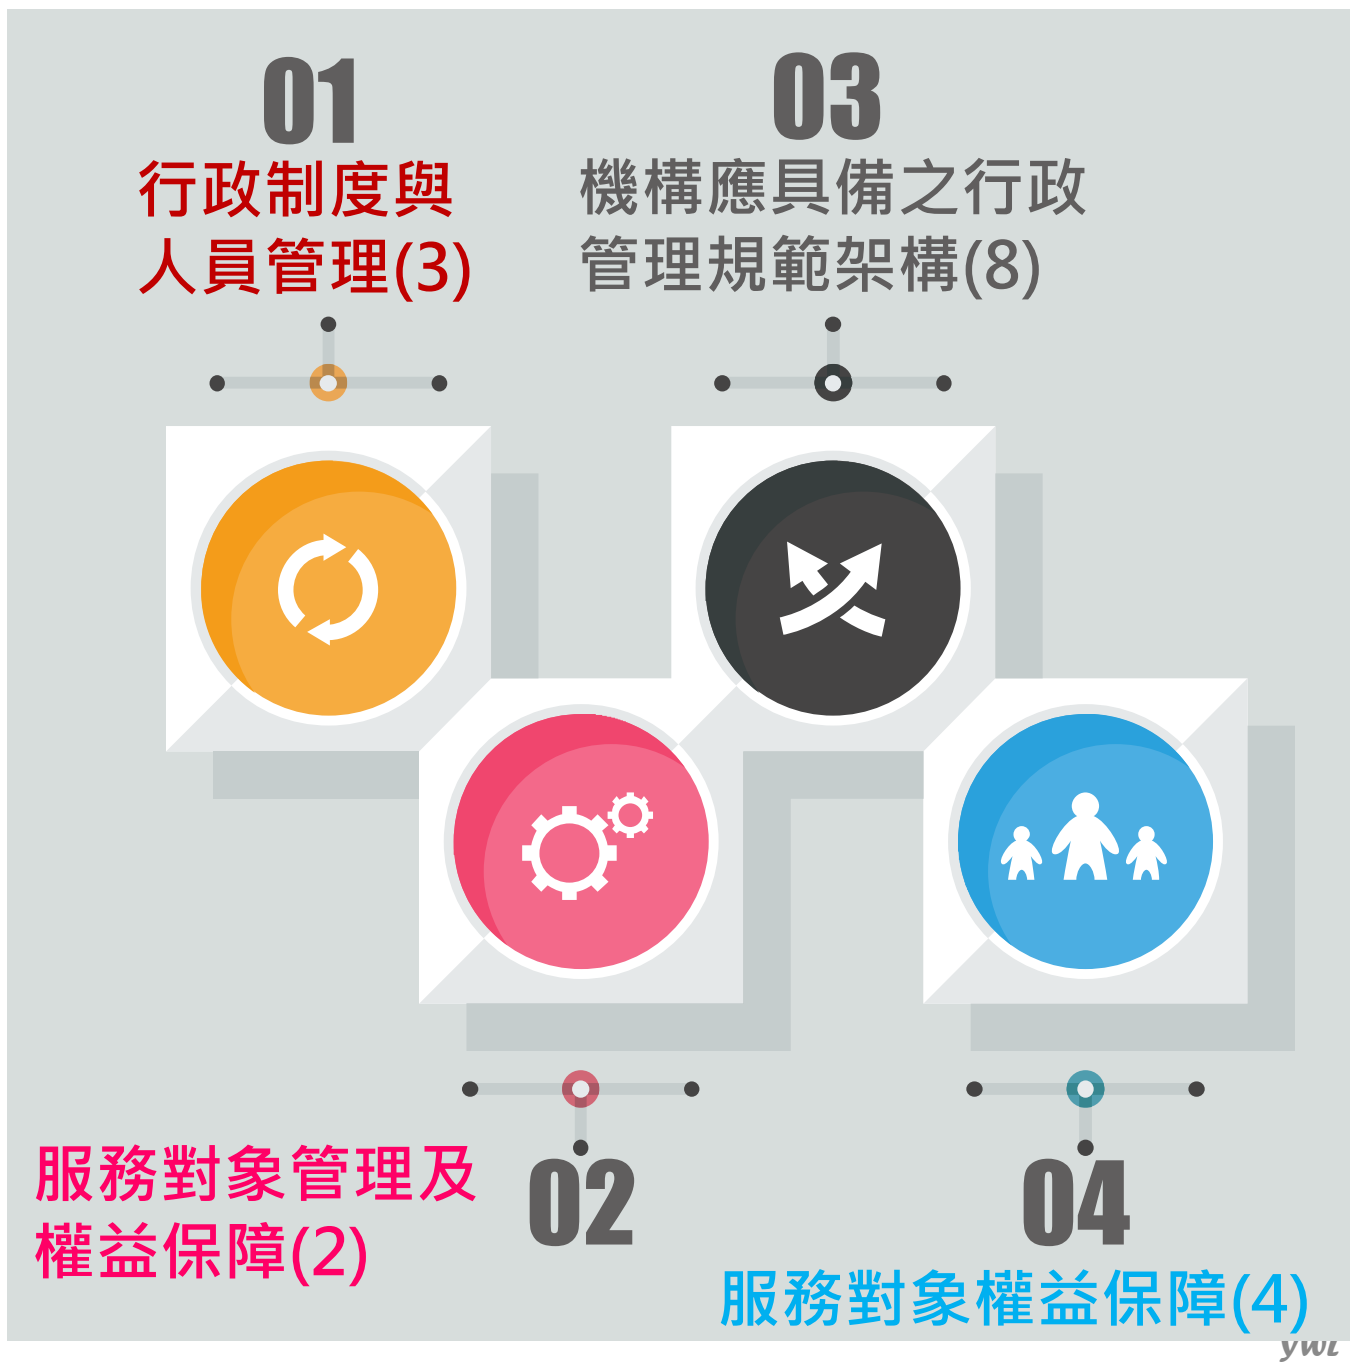 01
行政制度與
人員管理(3)
03
機構應具備之行政
管理規範架構(8)
服務對象管理及
權益保障(2)
02
04
服務對象權益保障(4)
ywl